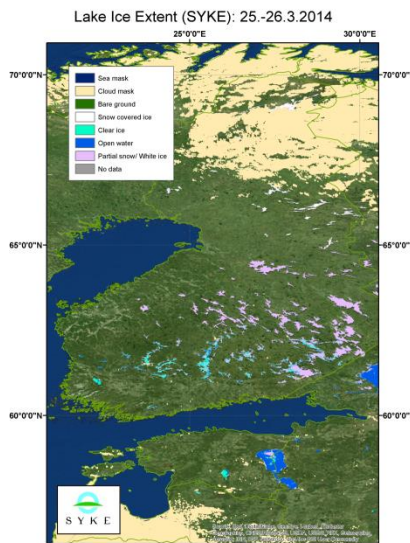 Lake Ice Extent (SYKE): 25.-26.3.2014
25°0'0"E
30°0'0"E
70°0'0"N
70°0'0"N
Sea mask
Cloud mask
Bare ground
Snow covered ice
Clear ice
Open water
Partial snow/ White ice
No data
65°0'0"N
65°0'0"N
60°0'0"N
60°0'0"N
SYKE